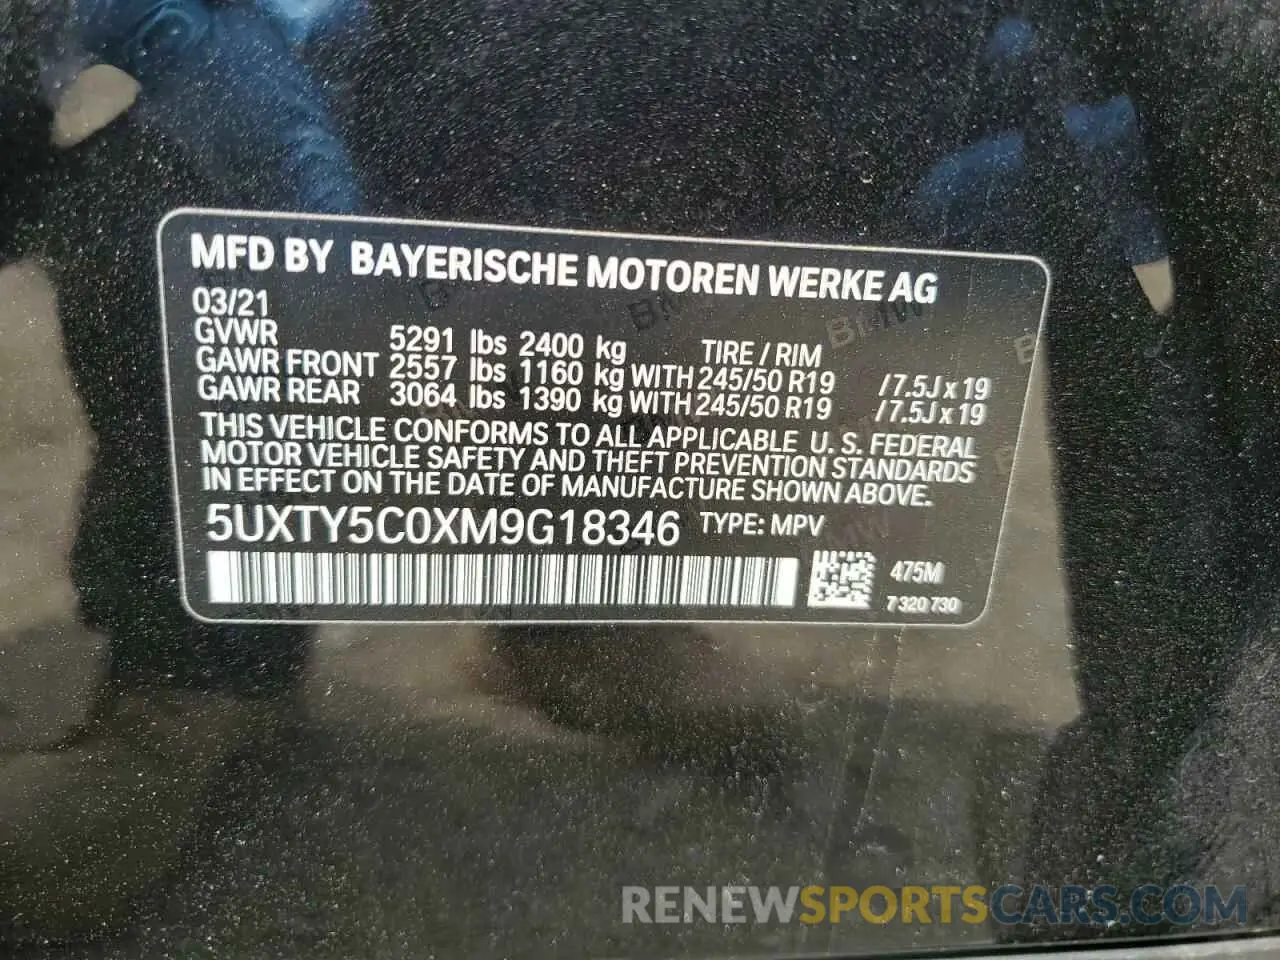 MFD BY BAYERISCHE MOTOREN WERKE AG
03/21
GVWR 5291 lbs 2400 kg TIRE / RIM
GAWR FRONT 2557 lbs 1160 kg WITH 245/50 R19 / 7.5J x 19
GAWR REAR 3064 lbs 1390 kg WITH 245/50 R19 / 7.5J x 19
THIS VEHICLE CONFORMS TO ALL APPLICABLE U. S. FEDERAL
MOTOR VEHICLE SAFETY AND THEFT PREVENTION STANDARDS
IN EFFECT ON THE DATE OF MANUFACTURE SHOWN ABOVE.
5UXTY5C0XM9G18346 TYPE: MPV
475M
7 320 730
RENEWSPORTSCARS.COM